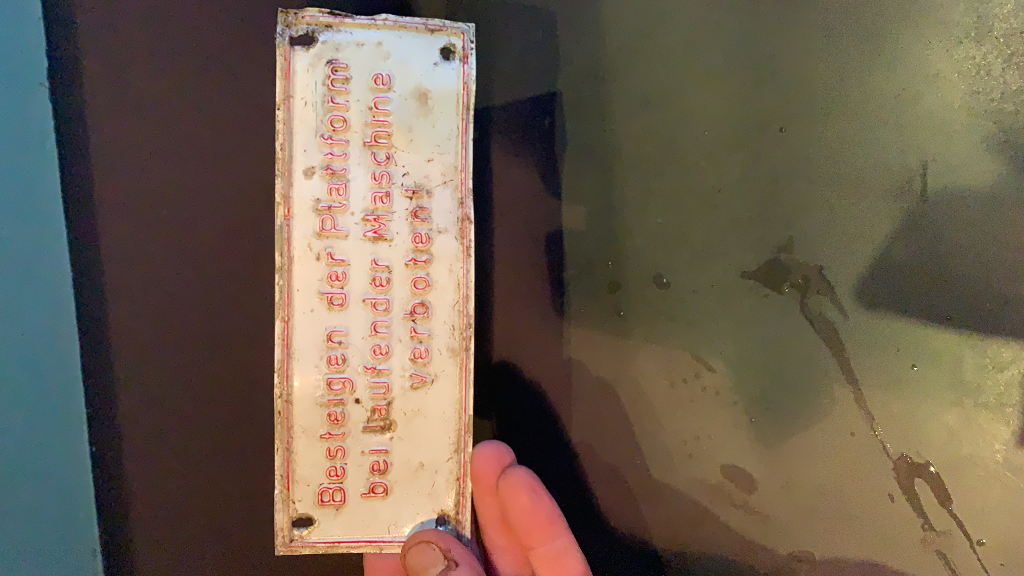 Besteigen der Plattform
bei laufender Maschine
verboten!